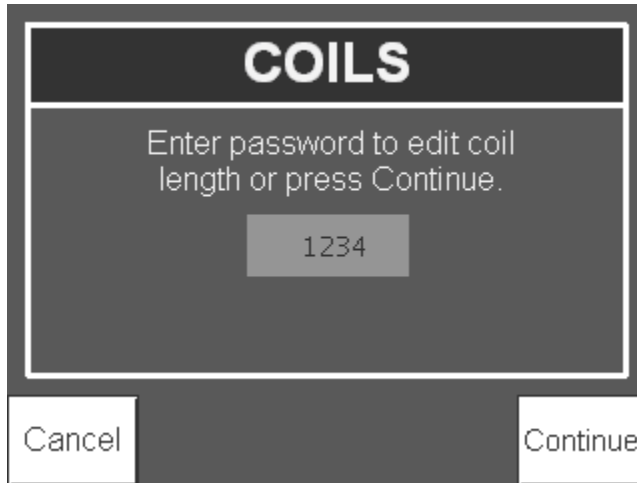 COILS
Enter password to edit coil
length or press Continue.
1234
Cancel
Continue